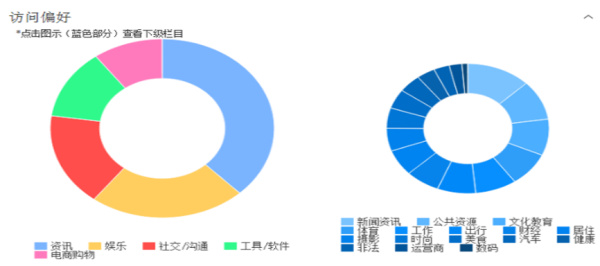 访问偏好
*点击图示（蓝色部分）查看下级栏目
资讯 娱乐 社交/沟通 工具/软件
电商购物
新闻资讯 公共资源 文化教育
体育 工作 出行 财经 居住
摄影 时尚 美食 汽车 健康
非法 运营商 数码